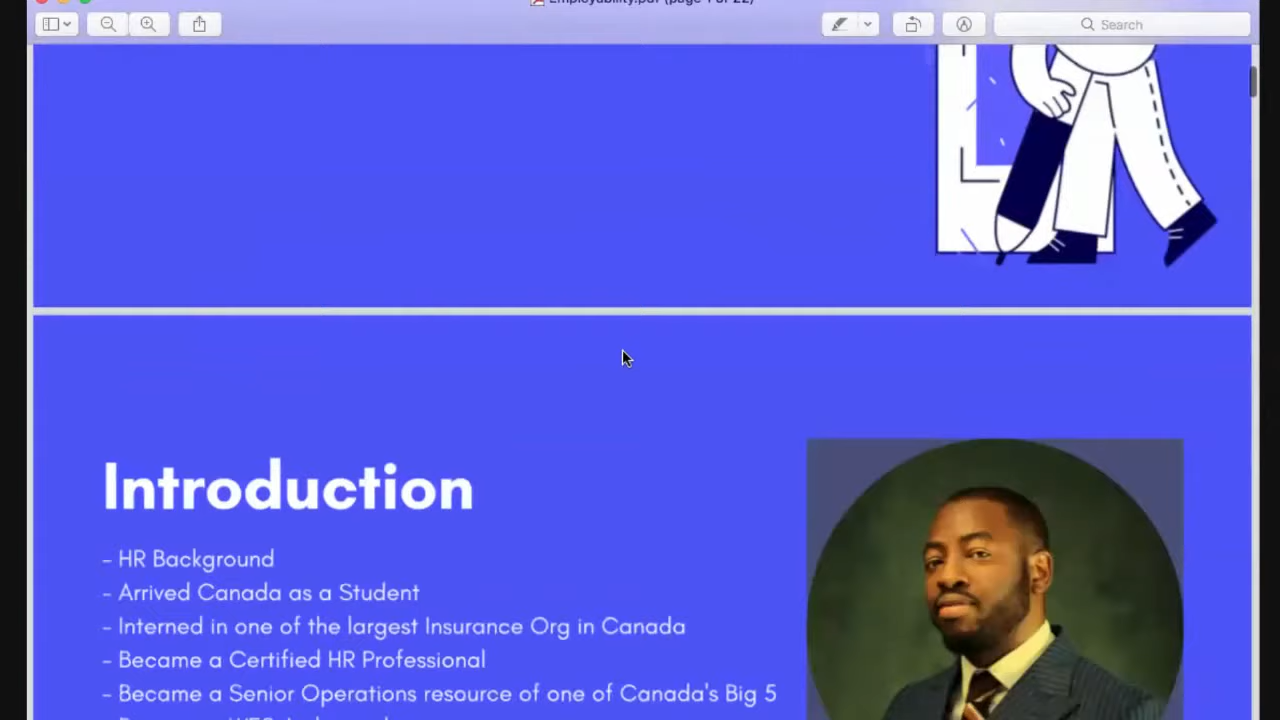 Search
Introduction
- HR Background
- Arrived Canada as a Student
- Interned in one of the largest Insurance Org in Canada
- Became a Certified HR Professional
- Became a Senior Operations resource of one of Canada's Big 5